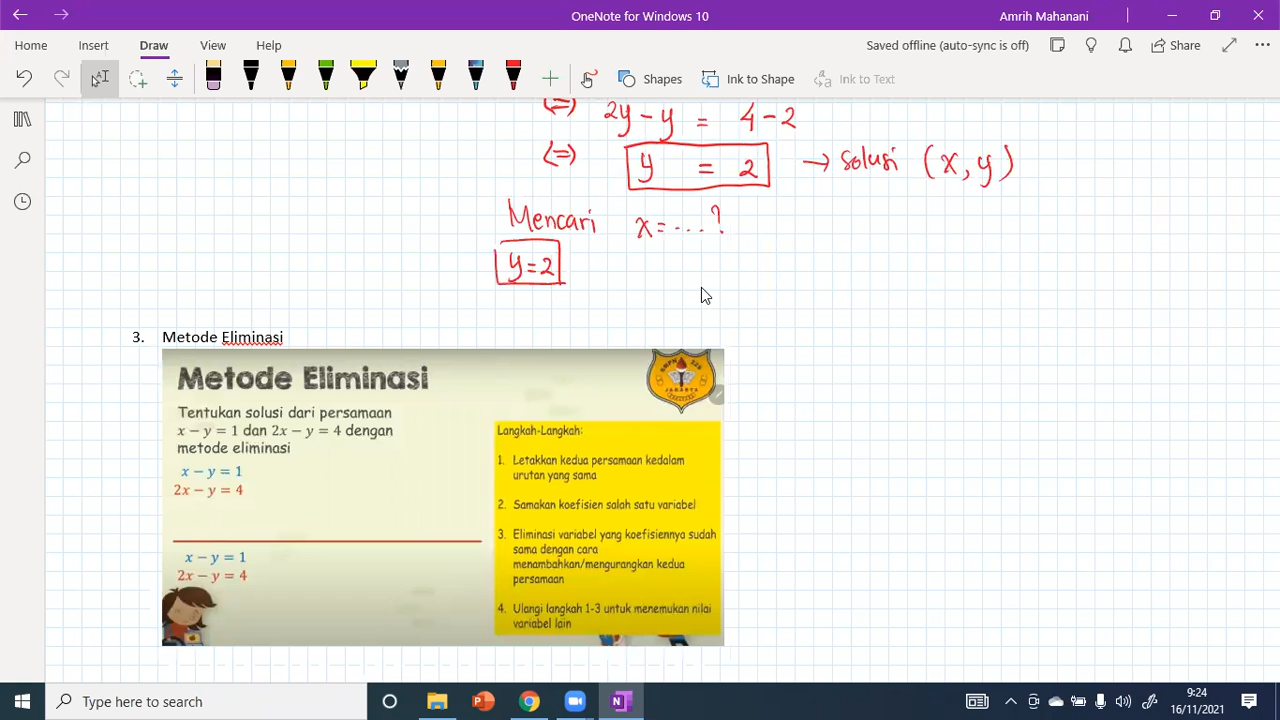 OneNote for Windows 10
Amrih Mahanani
Home Insert Draw View Help
Saved offline (auto-sync is off)
Share
Shapes
Ink to Shape
Ink to Text
(=) 2y - y = 4 - 2
(=) y = 2 → Solusi (x, y)
Mencari x = ....?
y = 2
3. Metode Eliminasi
Metode Eliminasi
Tentukan solusi dari persamaan
x − y = 1 dan 2x − y = 4 dengan
metode eliminasi
x − y = 1
2x − y = 4
x − y = 1
2x − y = 4
Langkah-Langkah:
1. Letakkan kedua persamaan kedalam
urutan yang sama
2. Samakan koefisien salah satu variabel
3. Eliminasi variabel yang koefisiennya sudah
sama dengan cara
menambahkan/mengurangkan kedua
persamaan
4. Ulangi langkah 1-3 untuk menemukan nilai
variabel lain
Type here to search
9:24
16/11/2021